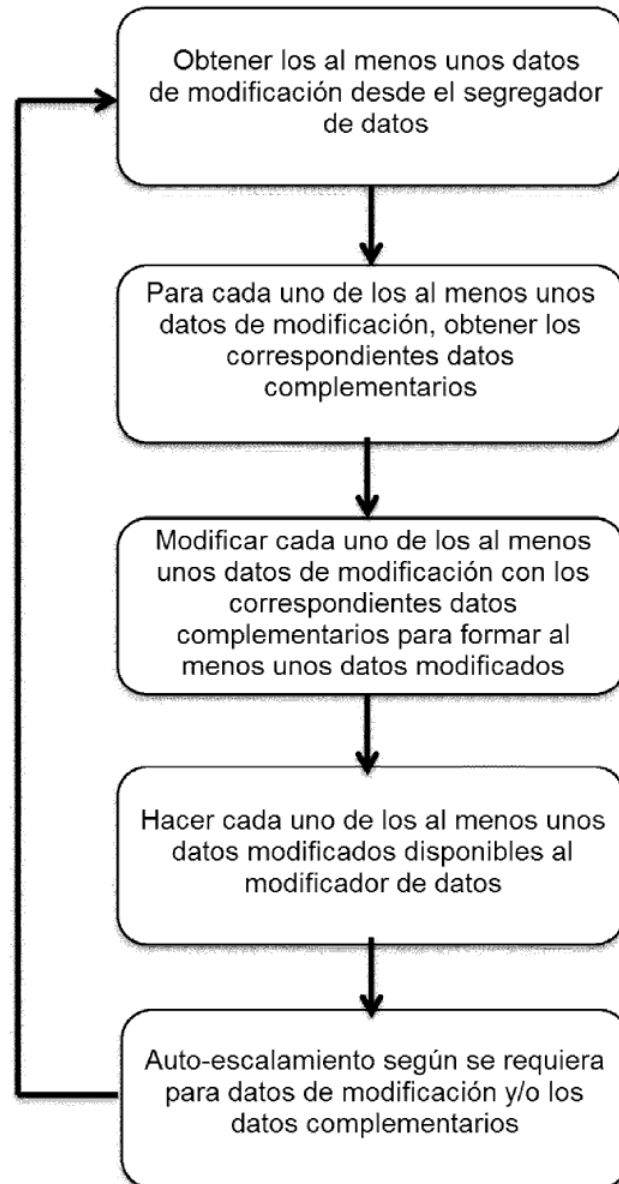 Obtener los al menos unos datos
de modificación desde el segregador
de datos
Para cada uno de los al menos unos
datos de modificación, obtener los
correspondientes datos
complementarios
Modificar cada uno de los al menos
unos datos de modificación con los
correspondientes datos
complementarios para formar al
menos unos datos modificados
Hacer cada uno de los al menos unos
datos modificados disponibles al
modificador de datos
Auto-escalamiento según se requiera
para datos de modificación y/o los
datos complementarios